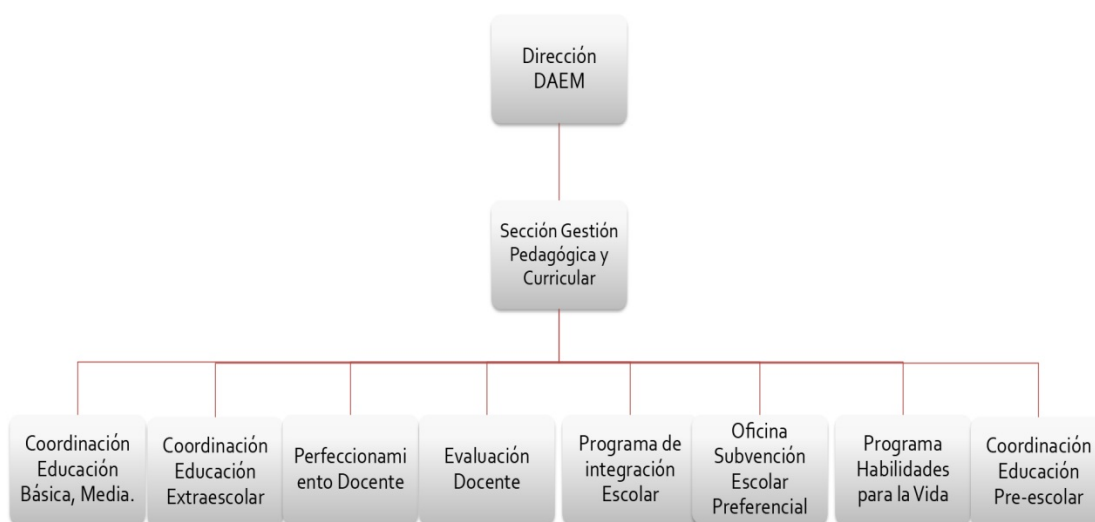 Dirección
DAEM
Sección Gestión
Pedagógica y
Curricular
Coordinación
Educación
Básica, Media.
Coordinación
Educación
Extraescolar
Perfeccionami
ento Docente
Evaluación
Docente
Programa de
integración
Escolar
Oficina
Subvención
Escolar
Preferencial
Programa
Habilidades
para la Vida
Coordinación
Educación
Pre-escolar